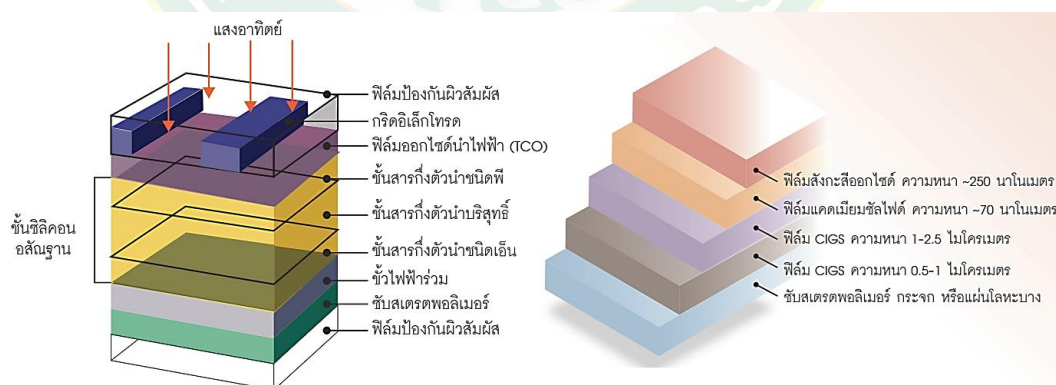 แสงอาทิตย์
ฟิล์มป้องกันผิวสัมผัส
กริดอิเล็กโทรด
ฟิล์มออกไซด์นำไฟฟ้า (TCO)
ชั้นสารกึ่งตัวนำชนิดพี
ชั้นสารกึ่งตัวนำบริสุทธิ์
ชั้นสารกึ่งตัวนำชนิดเอ็น
ขั้วไฟฟ้าร่วม
ซับสเตรตพอลิเมอร์
ฟิล์มป้องกันผิวสัมผัส
ชั้นซิลิคอน
อสัณฐาน
ฟิล์มสังกะสีออกไซด์ ความหนา ~250 นาโนเมตร
ฟิล์มแคดเมียมซัลไฟด์ ความหนา ~70 นาโนเมตร
ฟิล์ม CIGS ความหนา 1-2.5 ไมโครเมตร
ฟิล์ม CIGS ความหนา 0.5-1 ไมโครเมตร
ซับสเตรตพอลิเมอร์ กระจก หรือแผ่นโลหะบาง